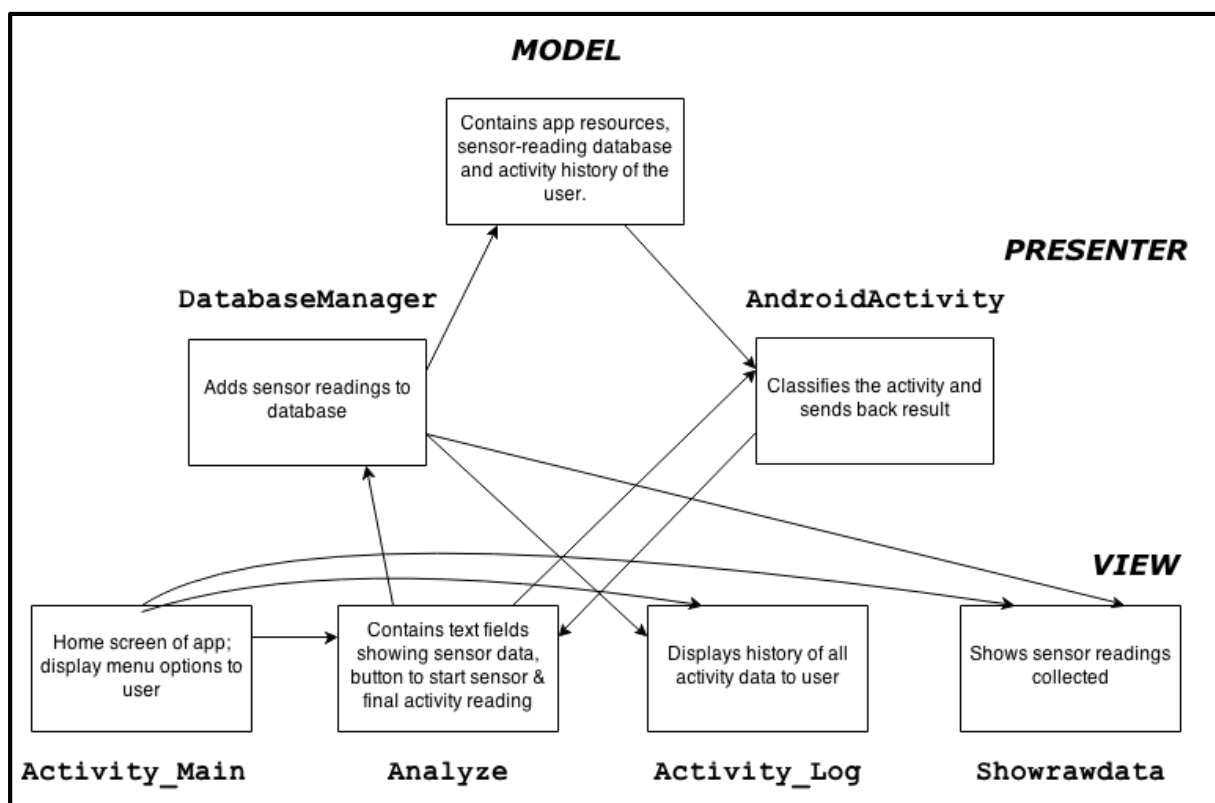 MODEL
Contains app resources,
sensor-reading database
and activity history of the
user.
PRESENTER
DatabaseManager
AndroidActivity
Adds sensor readings to
database
Classifies the activity and
sends back result
VIEW
Home screen of app;
display menu options to
user
Contains text fields
showing sensor data,
button to start sensor &
final activity reading
Displays history of all
activity data to user
Shows sensor readings
collected
Activity_Main
Analyze
Activity_Log
Showrawdata